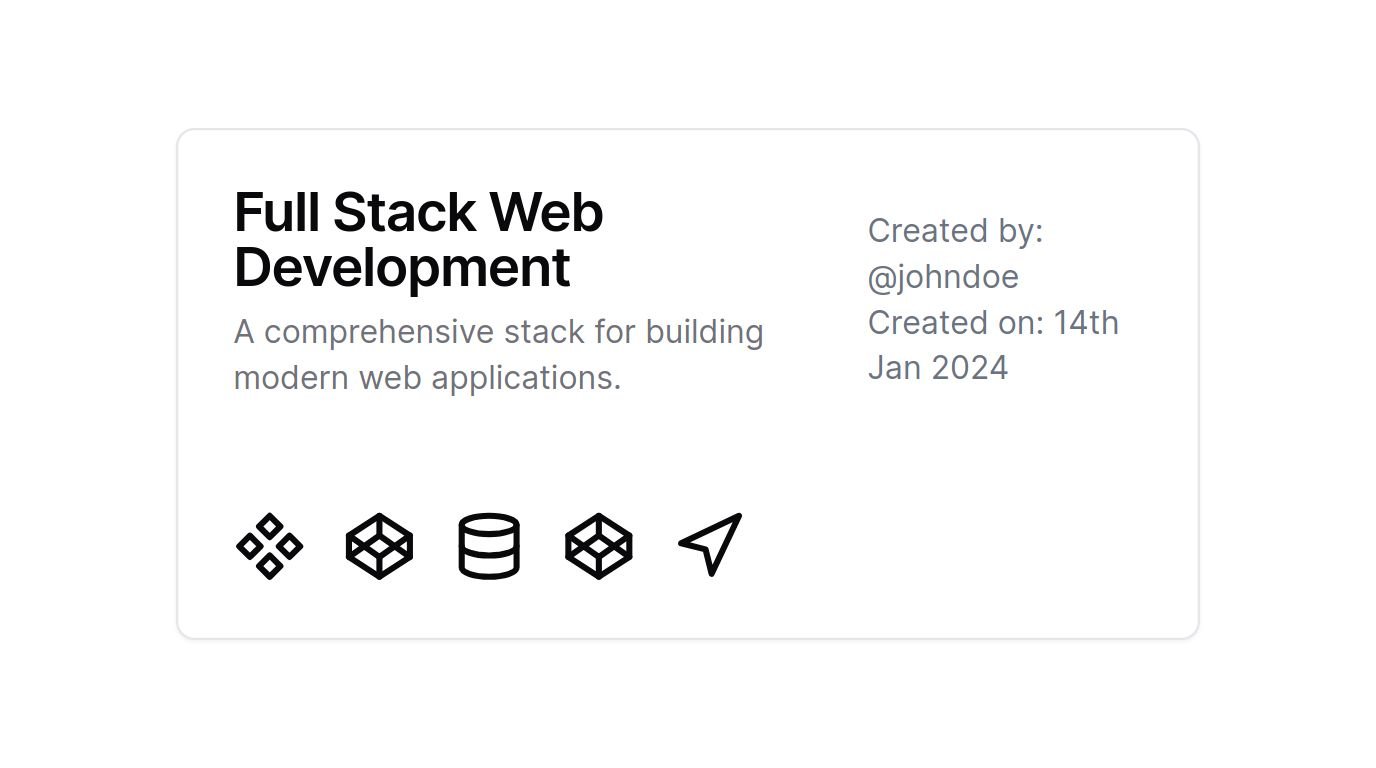 Full Stack Web
Development
A comprehensive stack for building
modern web applications.
Created by:
@johndoe
Created on: 14th
Jan 2024